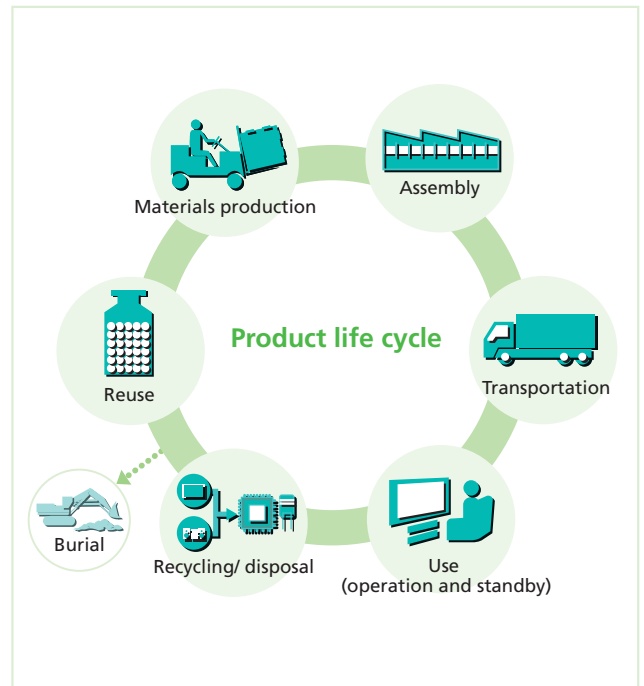 Materials production
Assembly
Product life cycle
Reuse
Transportation
Burial
Recycling/ disposal
Use
(operation and standby)